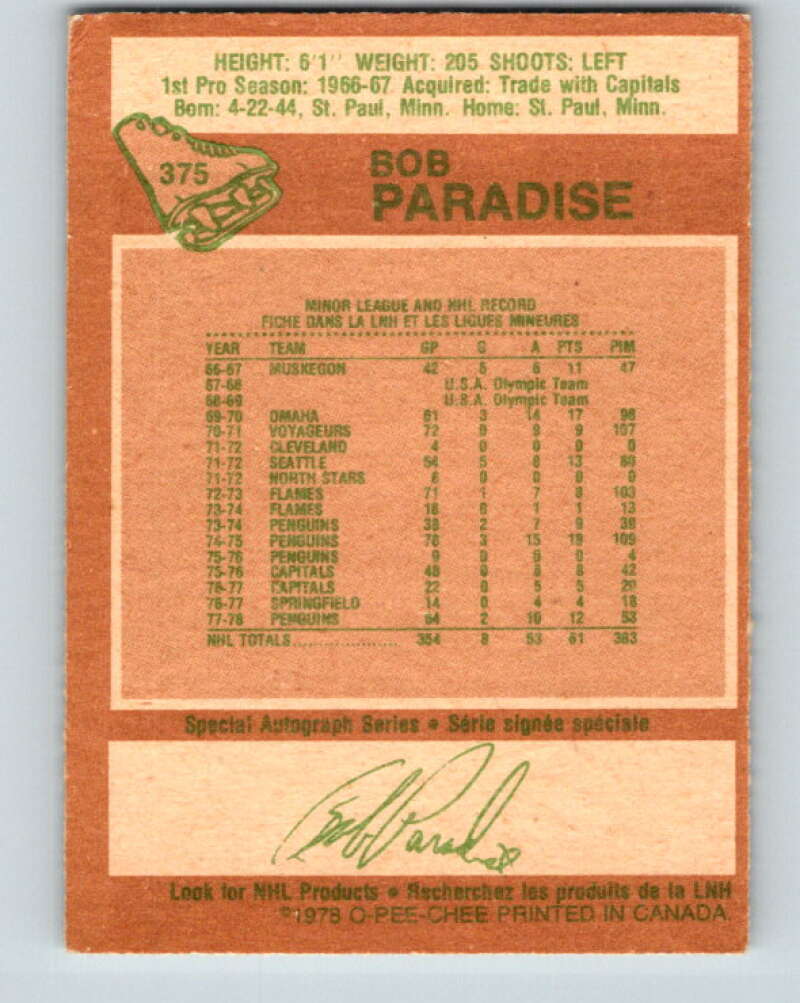 HEIGHT: 6'1'' WEIGHT: 205 SHOOTS: LEFT
1st Pro Season: 1966-67 Acquired: Trade with Capitals
Born: 4-22-44, St. Paul, Minn. Home: St. Paul, Minn.
375
BOB
PARADISE
MINOR LEAGUE AND NHL RECORD
FICHE DANS LA LNH ET LES LIGUES MINEURES
YEAR TEAM GP G A PTS PIM
66-67 MUSKEGON 42 5 6 11 47
67-68 U.S.A. Olympic Team
68-69 U.S.A. Olympic Team
69-70 OMAHA 61 3 14 17 98
70-71 VOYAGEURS 72 0 9 9 107
71-72 CLEVELAND 4 0 0 0 0
71-72 SEATTLE 54 5 8 13
71-72 NORTH STARS 6 0 0 0 0
72-73 FLAMES 71 1 7 8 103
73-74 FLAMES 18 0 1 1 13
73-74 PENGUINS 38 2 7 9 39
74-75 PENGUINS 78 3 15 18 109
75-76 PENGUINS 9 0 0 0 4
75-76 CAPITALS 48 0 8 8 42
76-77 CAPITALS 22 0 5 5 20
76-77 SPRINGFIELD 14 0 4 4 18
77-78 PENGUINS 64 2 10 12 53
NHL TOTALS 354 8 53 61 383
Special Autograph Series • Série signée spéciale
Bob Paradise
Look for NHL Products • Recherchez les produits de la LNH
©1978 O-PEE-CHEE PRINTED IN CANADA